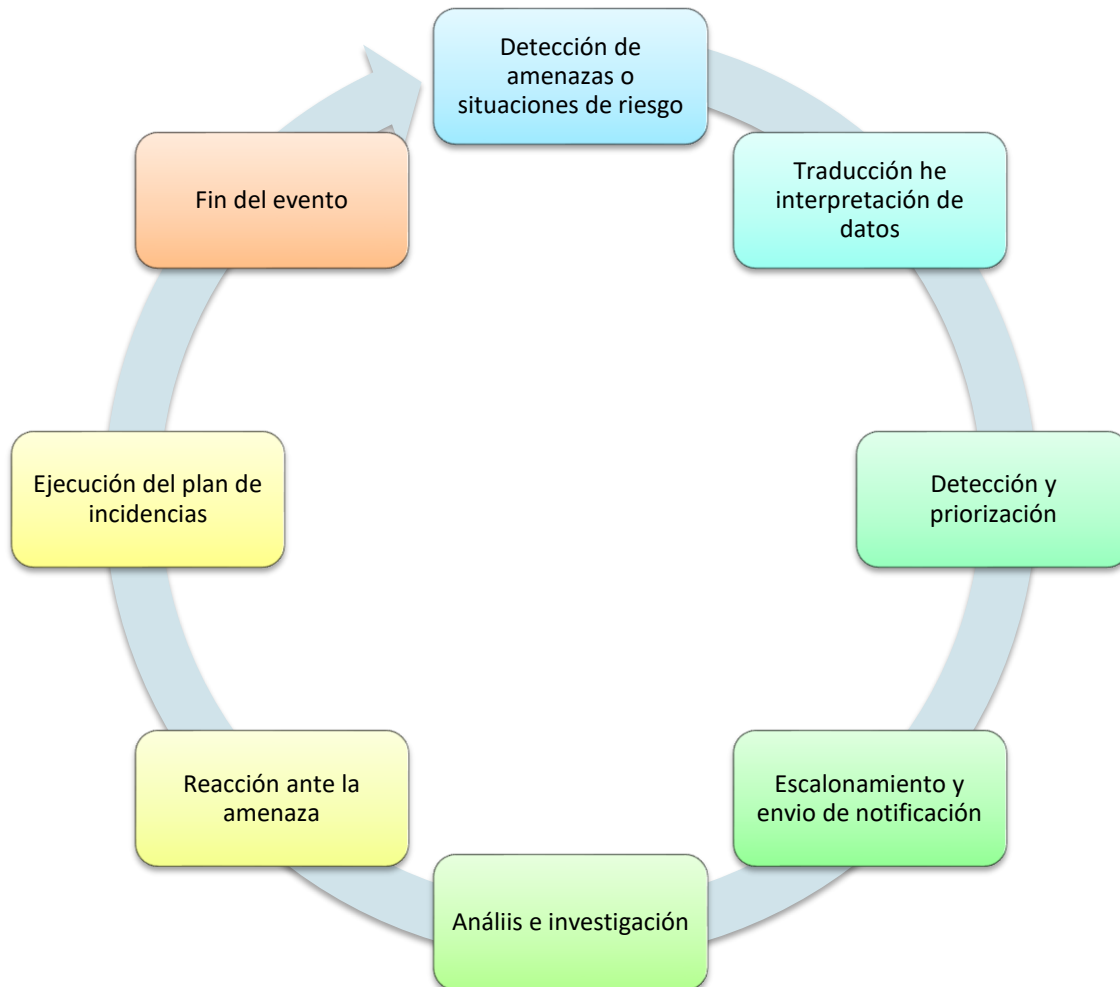 Detección de
amenazas o
situaciones de riesgo
Traducción he
interpretación de
datos
Detección y
priorización
Escalonamiento y
envio de notificación
Análiis e investigación
Reacción ante la
amenaza
Ejecución del plan de
incidencias
Fin del evento